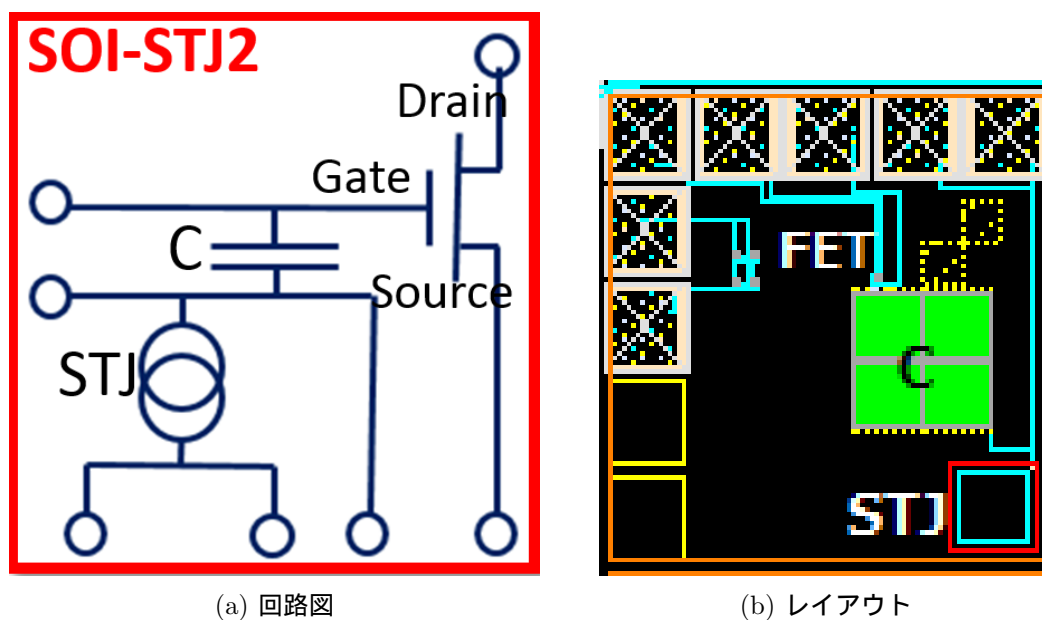 SOI-STJ2
Drain
Gate
C
Source
STJ
FET
C
STJ
(a) 回路図
(b) レイアウト